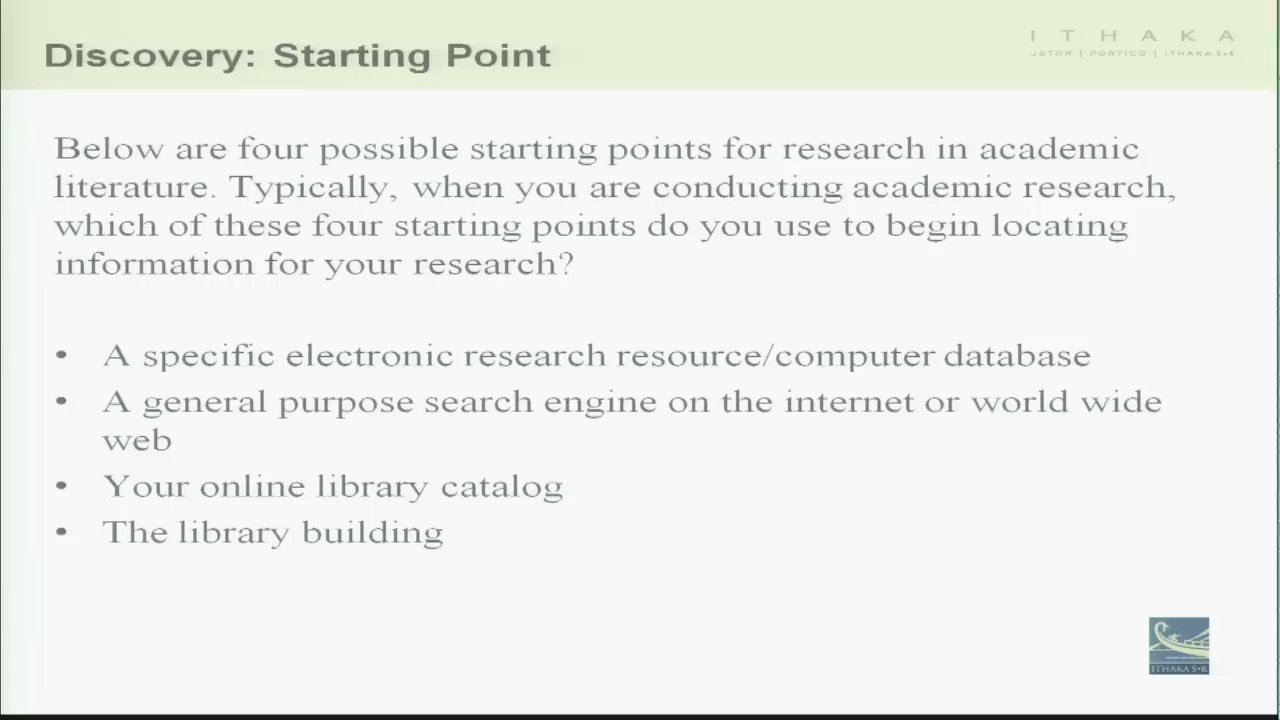 Discovery: Starting Point
I T H A K A
JSTOR | PORTICO | ITHAKA S+R
Below are four possible starting points for research in academic
literature. Typically, when you are conducting academic research,
which of these four starting points do you use to begin locating
information for your research?
• A specific electronic research resource/computer database
• A general purpose search engine on the internet or world wide
web
• Your online library catalog
• The library building
ITHAKA S+R